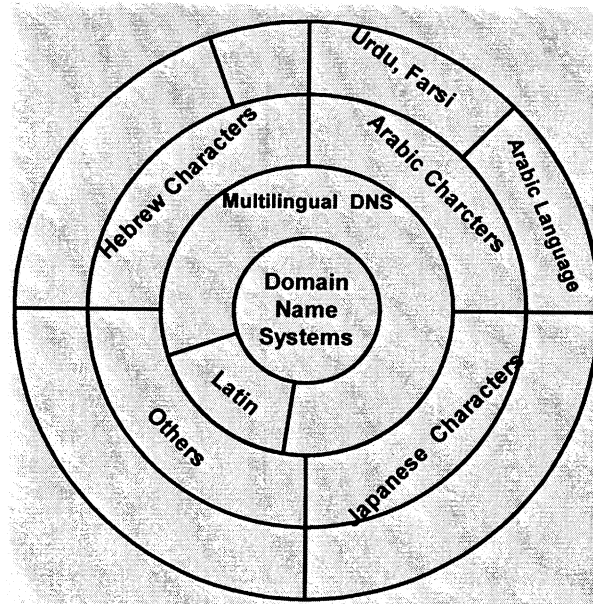 Urdu, Farsi
Arabic Language
Hebrew Characters
Arabic Charcters
Multilingual DNS
Domain
Name
Systems
Latin
Others
Japanese Characters